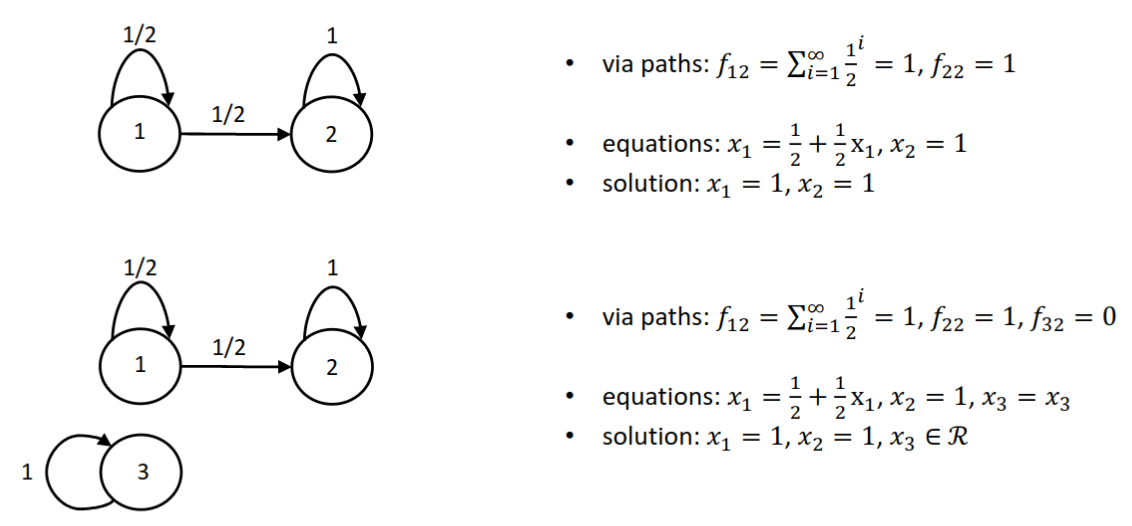 1/2
1
1
1/2
2
• via paths: f₁₂ = ∑ᵢ₌₁^∞ 1/2^i = 1, f₂₂ = 1
• equations: x₁ = 1/2 + 1/2 x₁, x₂ = 1
• solution: x₁ = 1, x₂ = 1
1/2
1
1
1/2
2
1
3
• via paths: f₁₂ = ∑ᵢ₌₁^∞ 1/2^i = 1, f₂₂ = 1, f₃₂ = 0
• equations: x₁ = 1/2 + 1/2 x₁, x₂ = 1, x₃ = x₃
• solution: x₁ = 1, x₂ = 1, x₃ ∈ ℛ